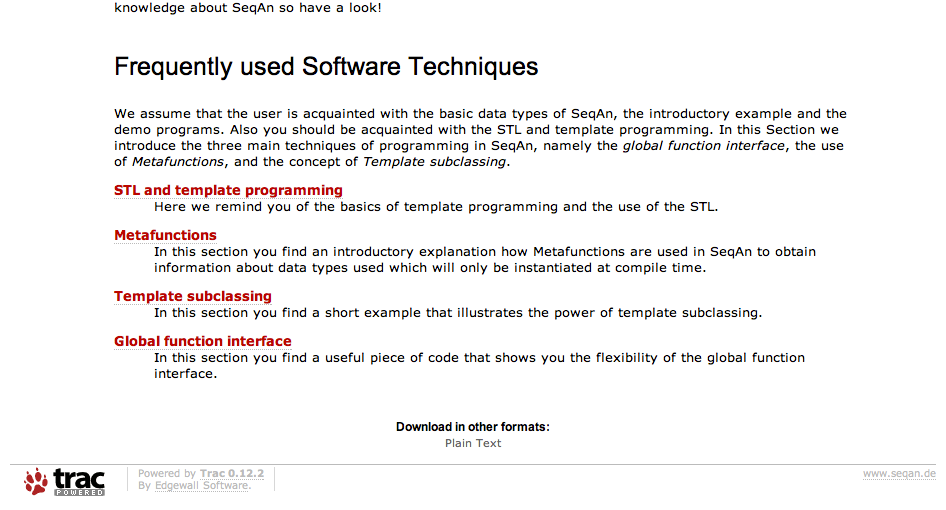 knowledge about SeqAn so have a look!
Frequently used Software Techniques
We assume that the user is acquainted with the basic data types of SeqAn, the introductory example and the
demo programs. Also you should be acquainted with the STL and template programming. In this Section we
introduce the three main techniques of programming in SeqAn, namely the global function interface, the use
of Metafunctions, and the concept of Template subclassing.
STL and template programming
Here we remind you of the basics of template programming and the use of the STL.
Metafunctions
In this section you find an introductory explanation how Metafunctions are used in SeqAn to obtain
information about data types used which will only be instantiated at compile time.
Template subclassing
In this section you find a short example that illustrates the power of template subclassing.
Global function interface
In this section you find a useful piece of code that shows you the flexibility of the global function
interface.
Download in other formats:
Plain Text
trac
POWERED
Powered by Trac 0.12.2
By Edgewall Software.
www.seqan.de